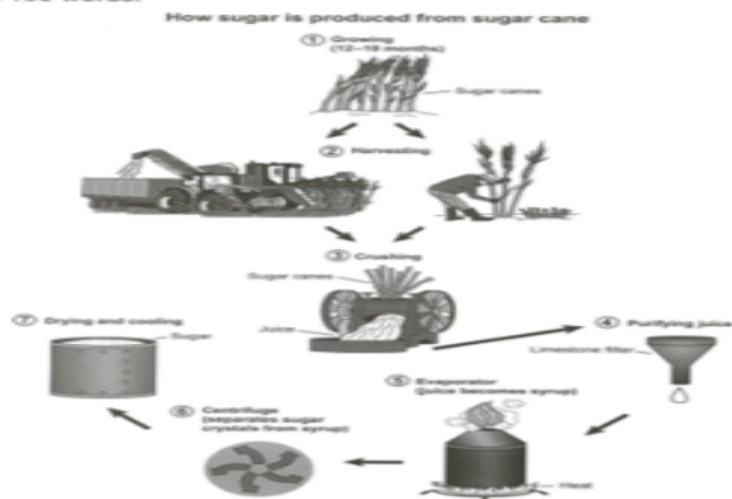 How sugar is produced from sugar cane
① Growing
(12–18 months)
Sugar canes
② Harvesting
③ Crushing
Sugar canes
Juice
④ Purifying juice
Limestone filter
⑤ Evaporator
(juice becomes syrup)
Heat
⑥ Centrifuge
(separates sugar
crystals from syrup)
⑦ Drying and cooling
Sugar